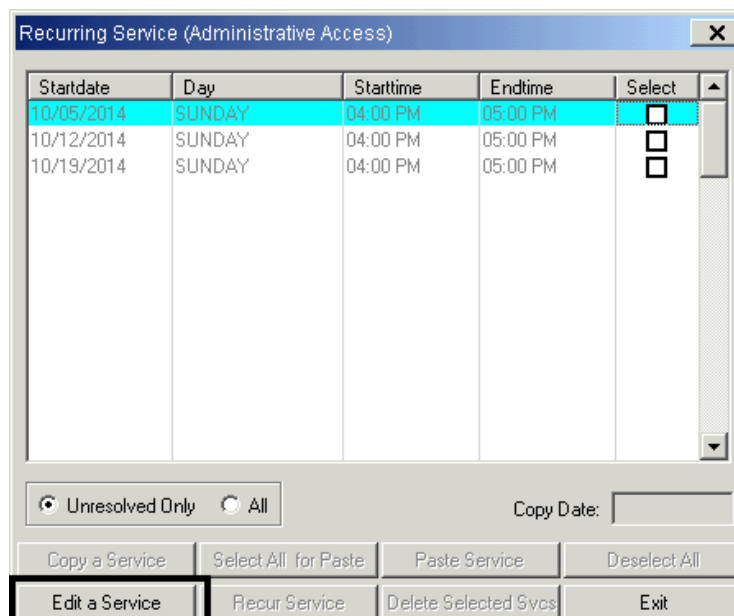 Recurring Service (Administrative Access)
Startdate Day Starttime Endtime Select
10/05/2014 SUNDAY 04:00 PM 05:00 PM
10/12/2014 SUNDAY 04:00 PM 05:00 PM
10/19/2014 SUNDAY 04:00 PM 05:00 PM
Unresolved Only All Copy Date:
Copy a Service Select All for Paste Paste Service Deselect All
Edit a Service Recur Service Delete Selected Svcs Exit